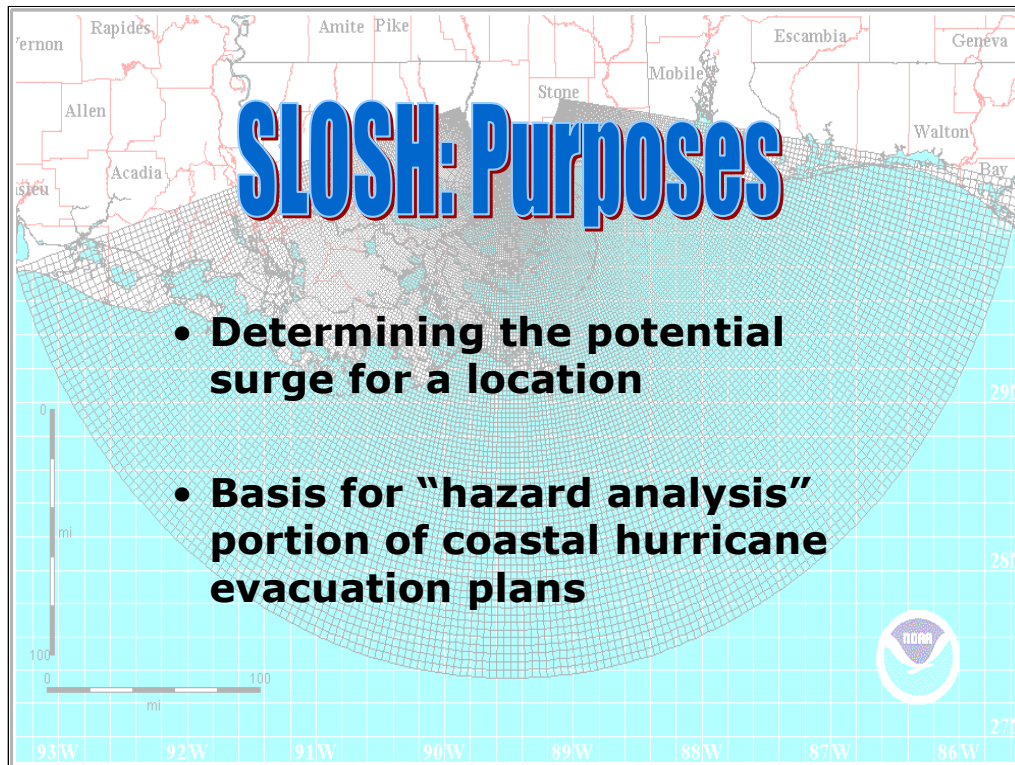 Vernon
Rapides
Amite Pike
Escambia
Geneva
Mobile
Stone
Allen
Walton
SLOSH: Purposes
Acadia
Bay
• Determining the potential
surge for a location
29N
0
• Basis for “hazard analysis”
mi
portion of coastal hurricane
28N
evacuation plans
NOAA
100
0 100
mi
27N
93W 92W 91W 90W 89W 88W 87W 86W